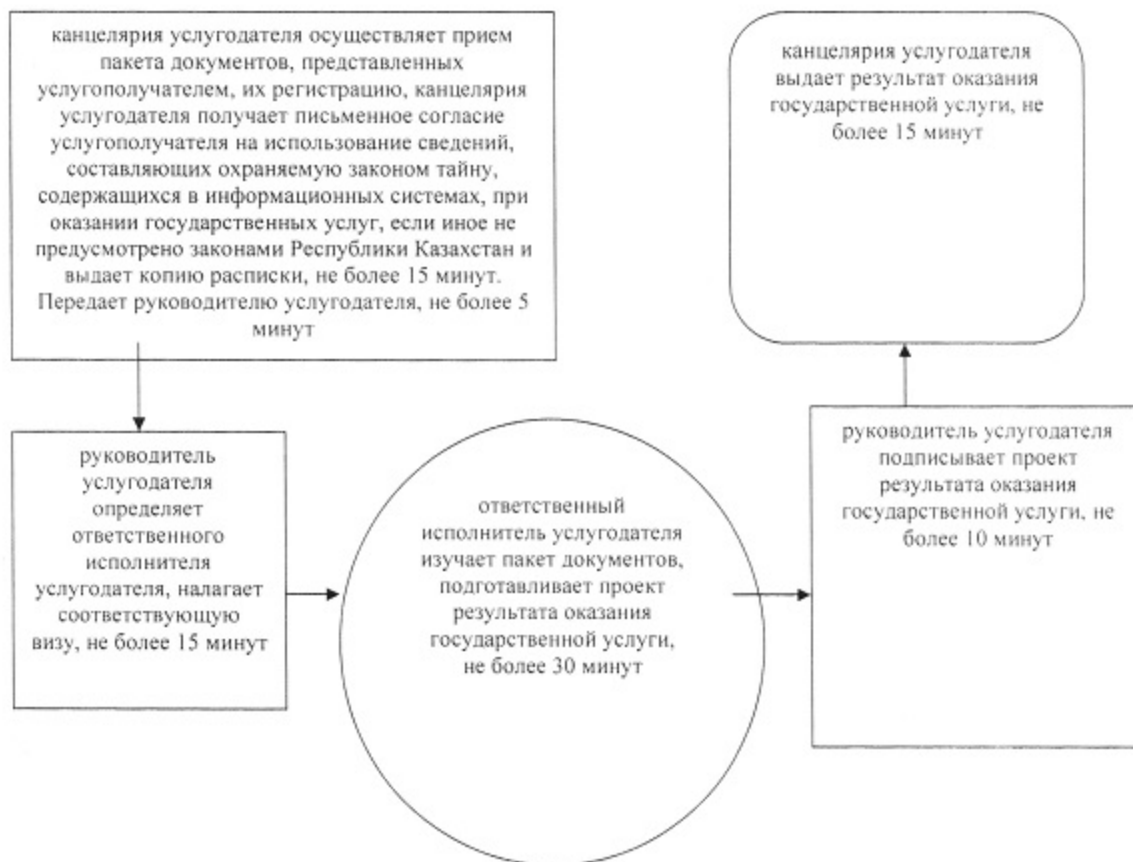 канцелярия услугодателя осуществляет прием
пакета документов, представленных
услугополучателем, их регистрацию, канцелярия
услугодателя получает письменное согласие
услугополучателя на использование сведений,
составляющих охраняемую законом тайну,
содержащихся в информационных системах, при
оказании государственных услуг, если иное не
предусмотрено законами Республики Казахстан и
выдает копию расписки, не более 15 минут.
Передает руководителю услугодателя, не более 5
минут
руководитель
услугодателя
определяет
ответственного
исполнителя
услугодателя, налагает
соответствующую
визу, не более 15 минут
ответственный
исполнитель услугодателя
изучает пакет документов,
подготавливает проект
результата оказания
государственной услуги,
не более 30 минут
руководитель услугодателя
подписывает проект
результата оказания
государственной услуги, не
более 10 минут
канцелярия услугодателя
выдает результат оказания
государственной услуги, не
более 15 минут